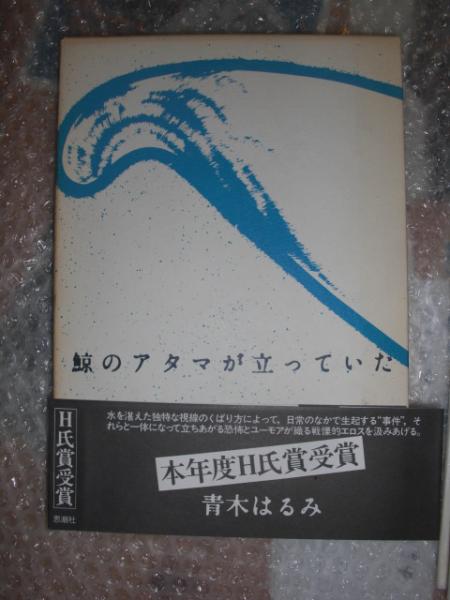 鯨のアタマが立っていた
水を湛えた独特な視線のくばり方によって、日常のなかで生起する“事件”、そ
れらと一体になって立ちあがる恐怖とユーモアが織る戦慄的エロスを汲みあげる。
H氏賞受賞
本年度H氏賞受賞
青木はるみ
思潮社